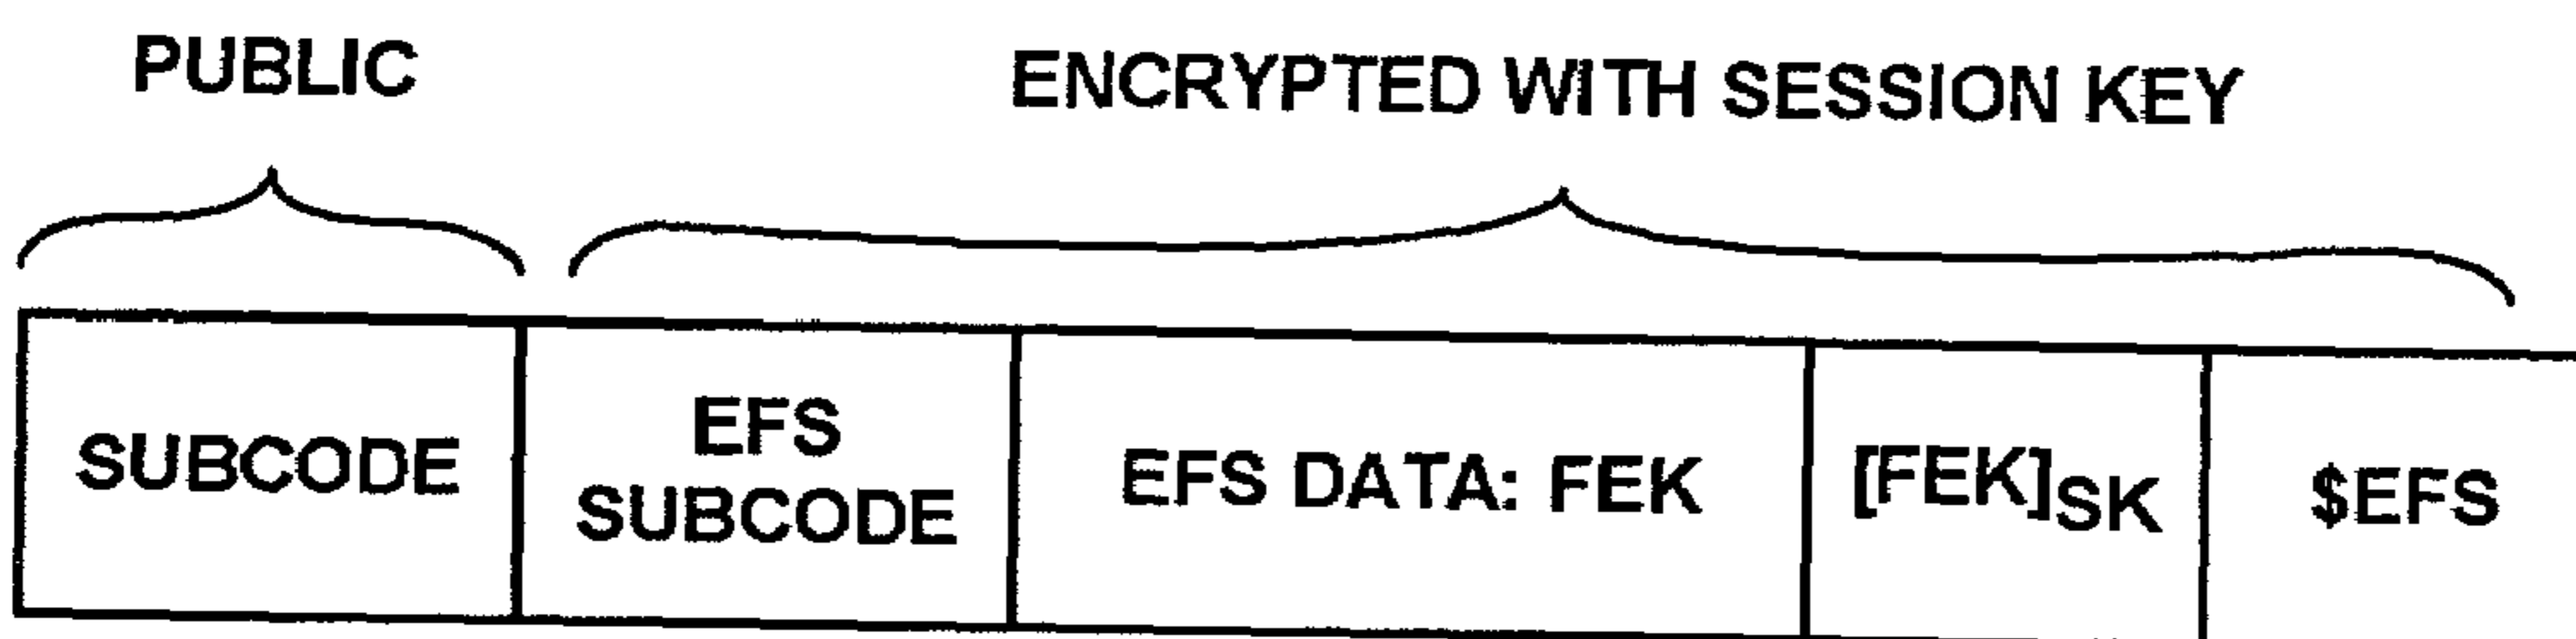 PUBLIC
ENCRYPTED WITH SESSION KEY
SUBCODE
EFS
SUBCODE
EFS DATA: FEK
[FEK]SK
$EFS